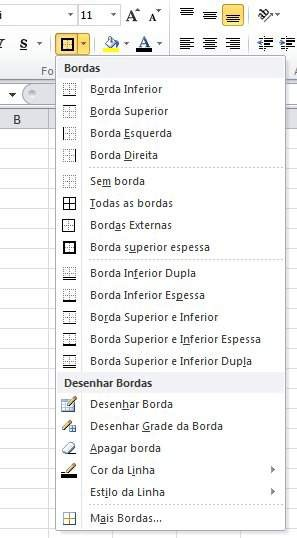 11
A A
S
A
Fo
Bordas
B
Borda Inferior
Borda Superior
Borda Esquerda
Borda Direita
Sem borda
Todas as bordas
Bordas Externas
Borda superior espessa
Borda Inferior Dupla
Borda Inferior Espessa
Borda Superior e Inferior
Borda Superior e Inferior Espessa
Borda Superior e Inferior Dupla
Desenhar Bordas
Desenhar Borda
Desenhar Grade da Borda
Apagar borda
Cor da Linha
Estilo da Linha
Mais Bordas...